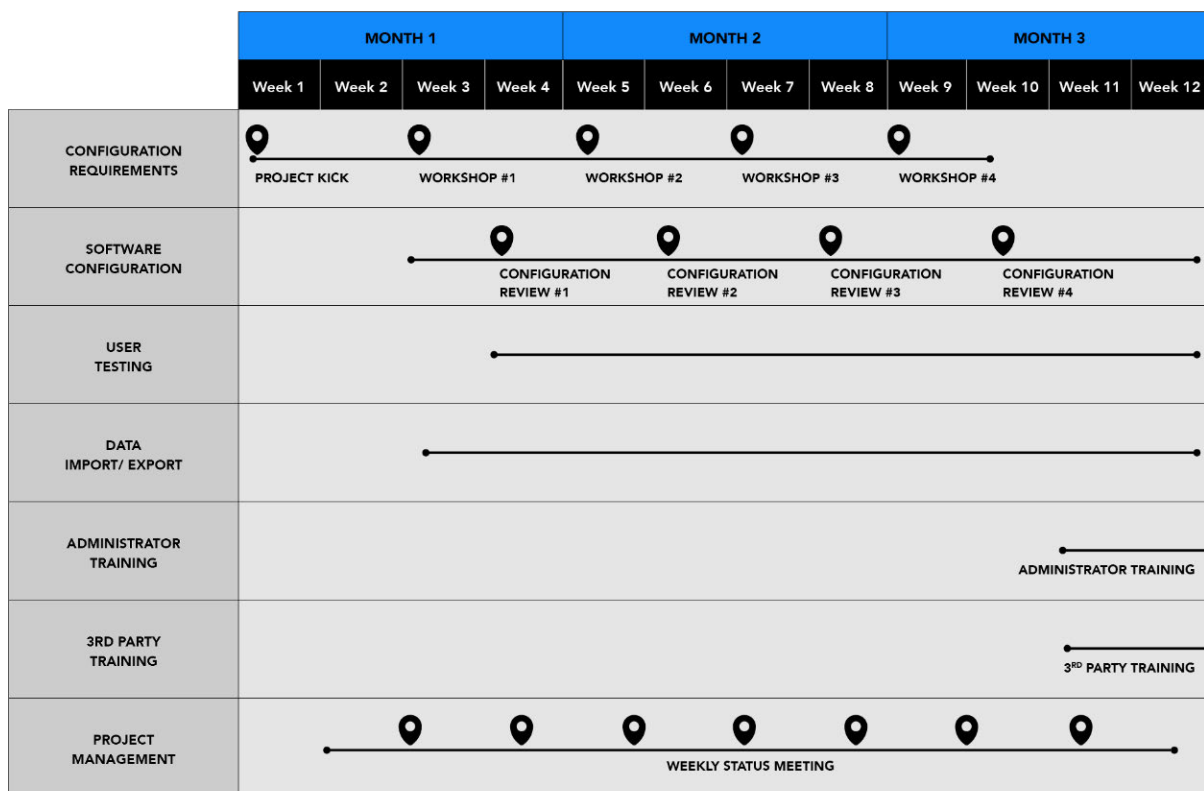 MONTH 1 MONTH 2 MONTH 3
Week 1 Week 2 Week 3 Week 4 Week 5 Week 6 Week 7 Week 8 Week 9 Week 10 Week 11 Week 12
CONFIGURATION
REQUIREMENTS
PROJECT KICK WORKSHOP #1 WORKSHOP #2 WORKSHOP #3 WORKSHOP #4
SOFTWARE
CONFIGURATION
CONFIGURATION
REVIEW #1
CONFIGURATION
REVIEW #2
CONFIGURATION
REVIEW #3
CONFIGURATION
REVIEW #4
USER
TESTING
DATA
IMPORT/ EXPORT
ADMINISTRATOR
TRAINING
ADMINISTRATOR TRAINING
3RD PARTY
TRAINING
3RD PARTY TRAINING
PROJECT
MANAGEMENT
WEEKLY STATUS MEETING